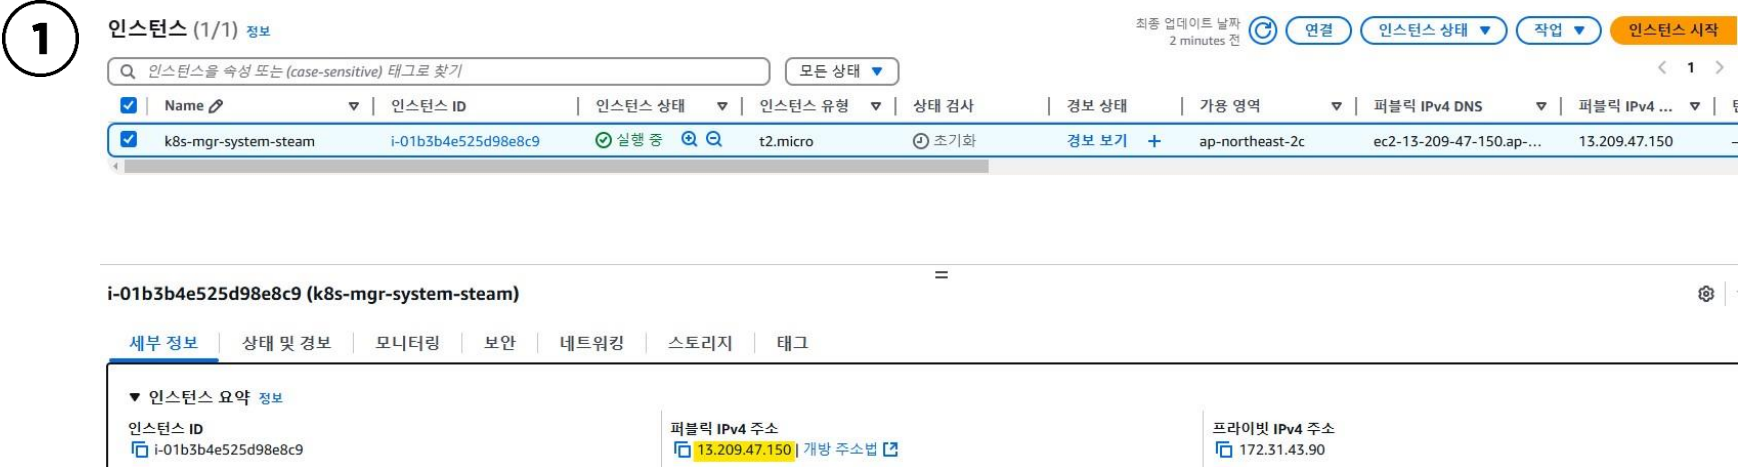 1
인스턴스 (1/1) 정보
최종 업데이트 날짜
2 minutes 전
연결
인스턴스 상태 ▼
작업 ▼
인스턴스 시작
인스턴스을 속성 또는 (case-sensitive) 태그로 찾기
모든 상태 ▼
< 1 >
Name 인스턴스 ID 인스턴스 상태 인스턴스 유형 상태 검사 경보 상태 가용 영역 퍼블릭 IPv4 DNS 퍼블릭 IPv4 ...
k8s-mgr-system-steam i-01b3b4e525d98e8c9 실행 중 t2.micro 초기화 경보 보기 + ap-northeast-2c ec2-13-209-47-150.ap-... 13.209.47.150 –
i-01b3b4e525d98e8c9 (k8s-mgr-system-steam)
세부 정보 상태 및 경보 모니터링 보안 네트워킹 스토리지 태그
▼ 인스턴스 요약 정보
인스턴스 ID
i-01b3b4e525d98e8c9
퍼블릭 IPv4 주소
13.209.47.150 | 개방 주소법
프라이빗 IPv4 주소
172.31.43.90